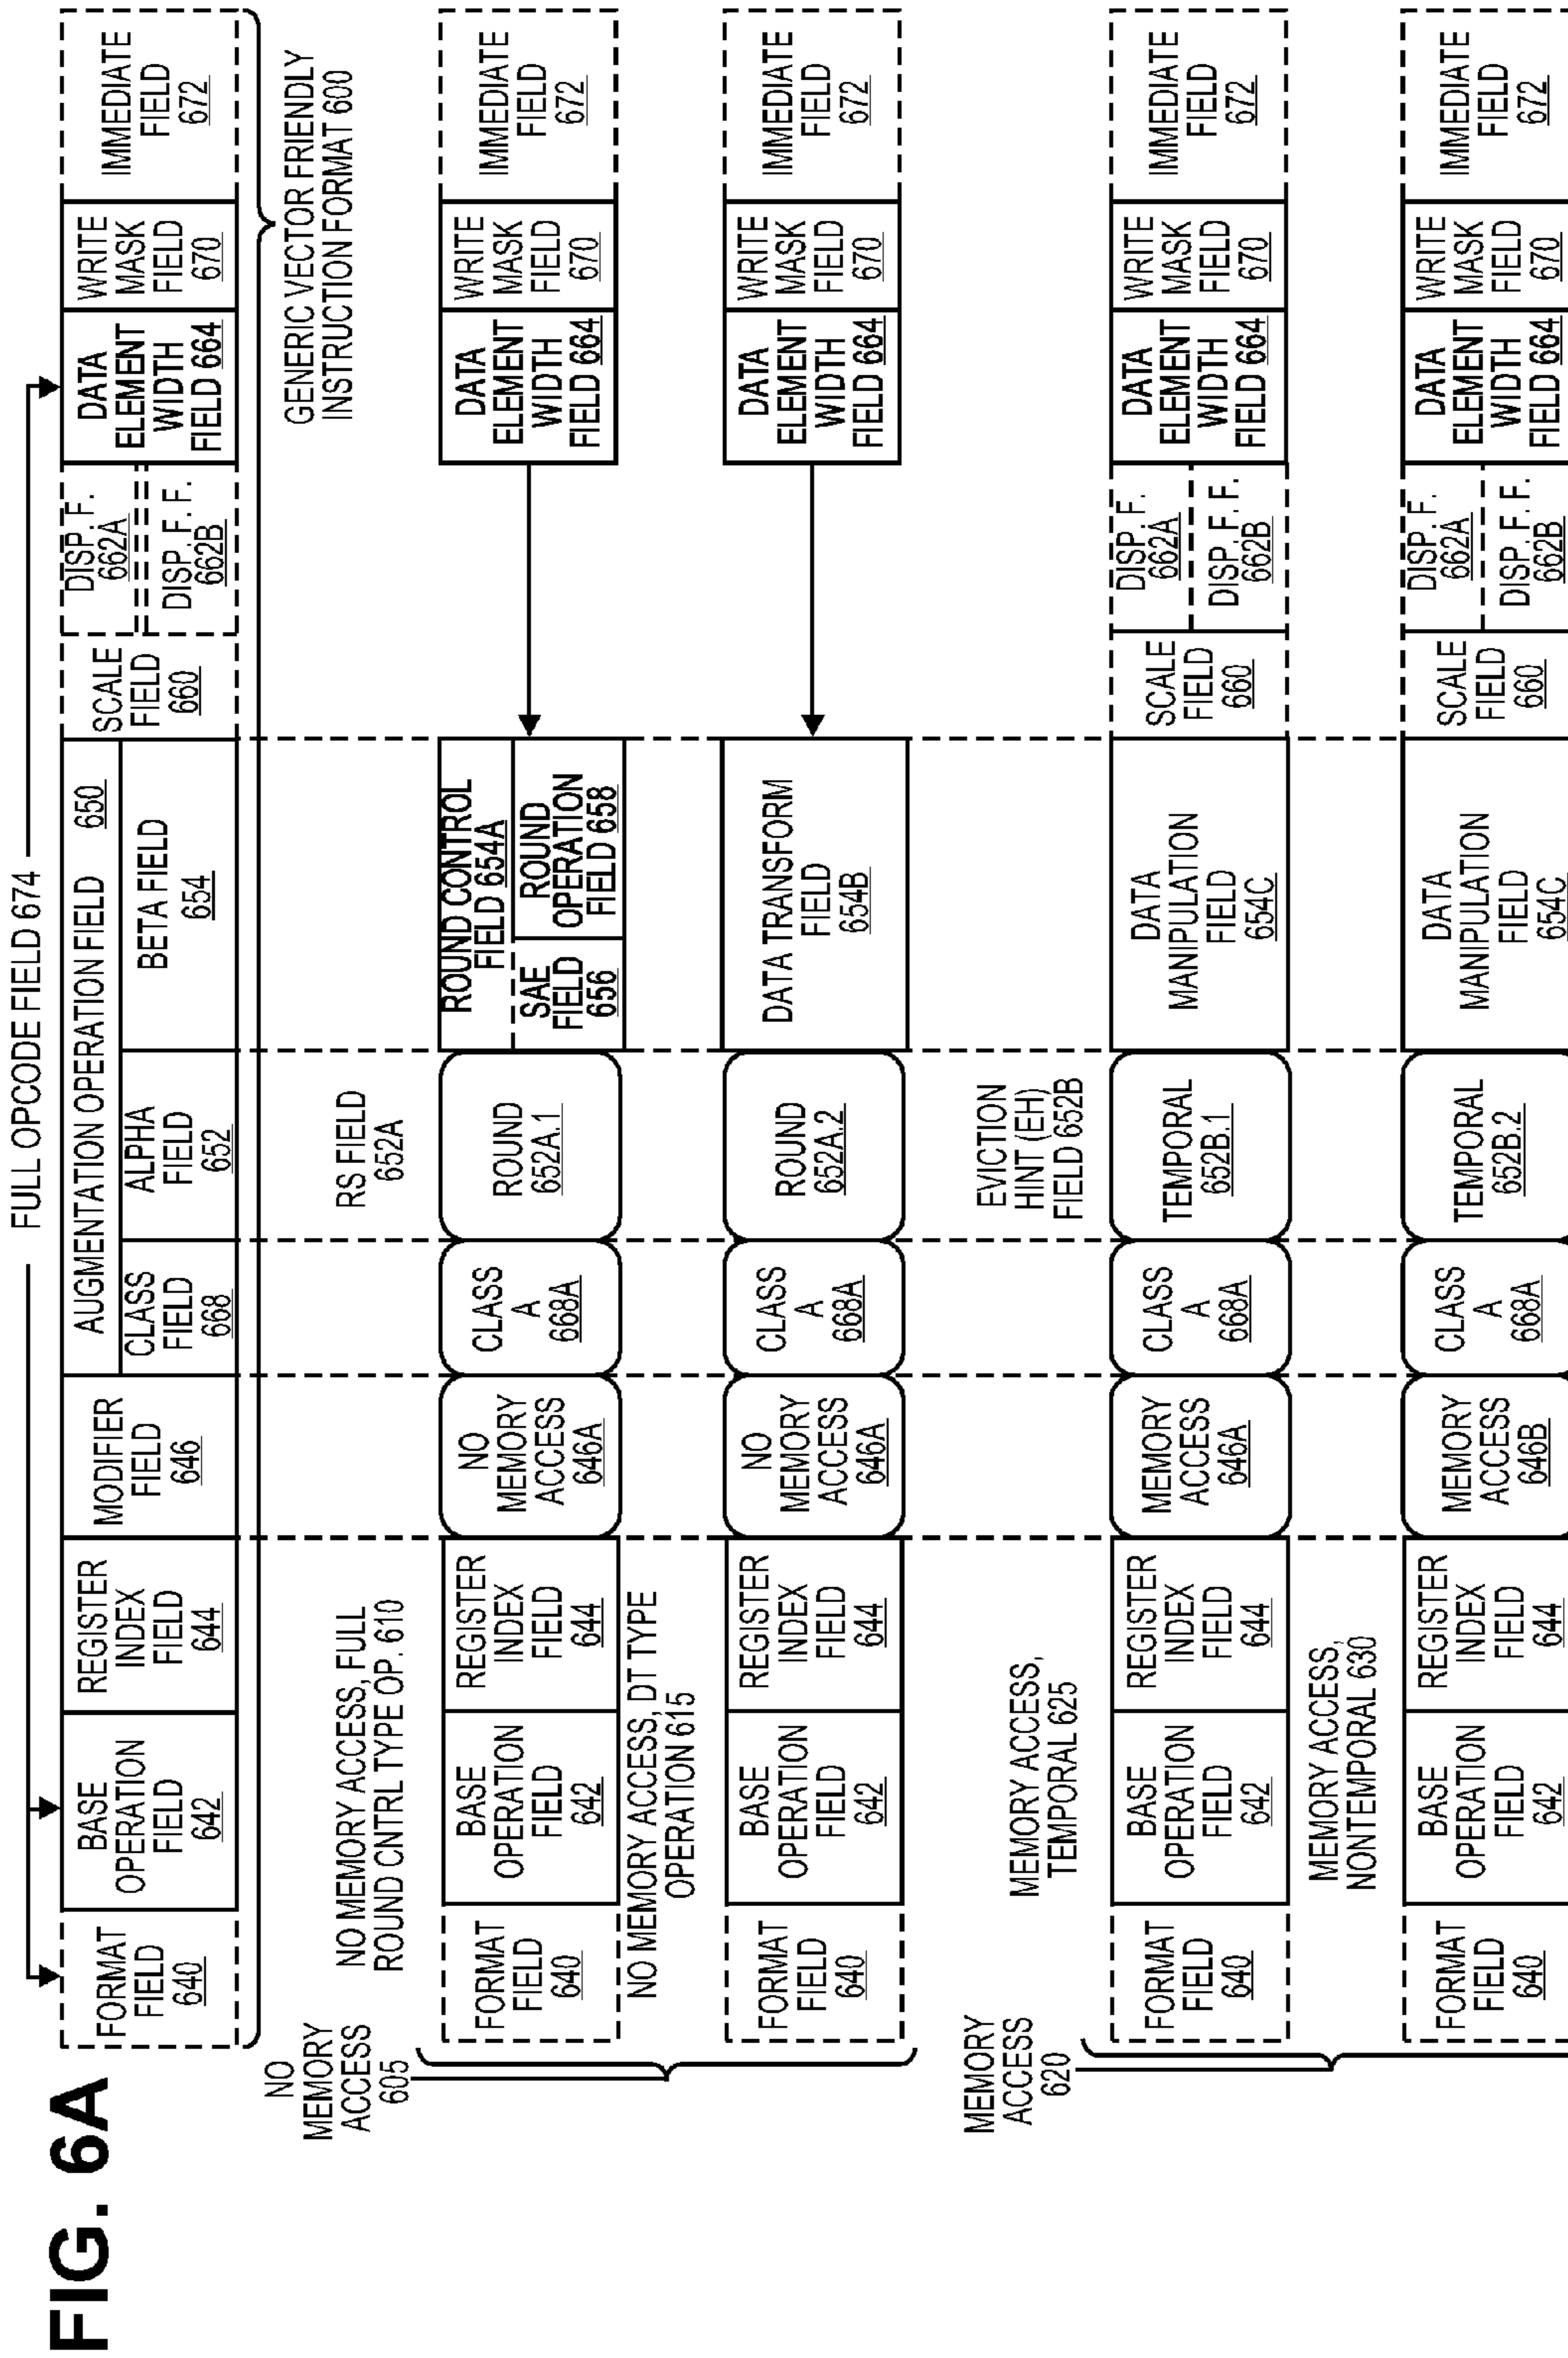 FIG. 6A
FULL OPCODE FIELD 674
FORMAT
FIELD
640
BASE
OPERATION
FIELD
642
REGISTER
INDEX
FIELD
644
MODIFIER
FIELD
646
AUGMENTATION OPERATION FIELD 650
CLASS
FIELD
668
ALPHA
FIELD
652
BETA FIELD
654
SCALE
FIELD
660
DISP. F.
662A
DISP. F. F.
662B
DATA
ELEMENT
WIDTH
FIELD 664
WRITE
MASK
FIELD
670
IMMEDIATE
FIELD
672
GENERIC VECTOR FRIENDLY
INSTRUCTION FORMAT 600
NO
MEMORY
ACCESS
605
NO MEMORY ACCESS, FULL
ROUND CNTRL TYPE OP. 610
RS FIELD
652A
FORMAT
FIELD
640
BASE
OPERATION
FIELD
642
REGISTER
INDEX
FIELD
644
NO
MEMORY
ACCESS
646A
CLASS
A
668A
ROUND
652A.1
ROUND CONTROL
FIELD 654A
SAE
FIELD
656
ROUND
OPERATION
FIELD 658
DATA
ELEMENT
WIDTH
FIELD 664
WRITE
MASK
FIELD
670
IMMEDIATE
FIELD
672
NO MEMORY ACCESS, DT TYPE
OPERATION 615
FORMAT
FIELD
640
BASE
OPERATION
FIELD
642
REGISTER
INDEX
FIELD
644
NO
MEMORY
ACCESS
646A
CLASS
A
668A
ROUND
652A.2
DATA TRANSFORM
FIELD
654B
DATA
ELEMENT
WIDTH
FIELD 664
WRITE
MASK
FIELD
670
IMMEDIATE
FIELD
672
MEMORY
ACCESS
620
MEMORY ACCESS,
TEMPORAL 625
EVICTION
HINT (EH)
FIELD 652B
FORMAT
FIELD
640
BASE
OPERATION
FIELD
642
REGISTER
INDEX
FIELD
644
MEMORY
ACCESS
646A
CLASS
A
668A
TEMPORAL
652B.1
DATA
MANIPULATION
FIELD
654C
SCALE
FIELD
660
DISP. F.
662A
DISP. F. F.
662B
DATA
ELEMENT
WIDTH
FIELD 664
WRITE
MASK
FIELD
670
IMMEDIATE
FIELD
672
MEMORY ACCESS,
NONTEMPORAL 630
FORMAT
FIELD
640
BASE
OPERATION
FIELD
642
REGISTER
INDEX
FIELD
644
MEMORY
ACCESS
646B
CLASS
A
668A
TEMPORAL
652B.2
DATA
MANIPULATION
FIELD
654C
SCALE
FIELD
660
DISP. F.
662A
DISP. F. F.
662B
DATA
ELEMENT
WIDTH
FIELD 664
WRITE
MASK
FIELD
670
IMMEDIATE
FIELD
672